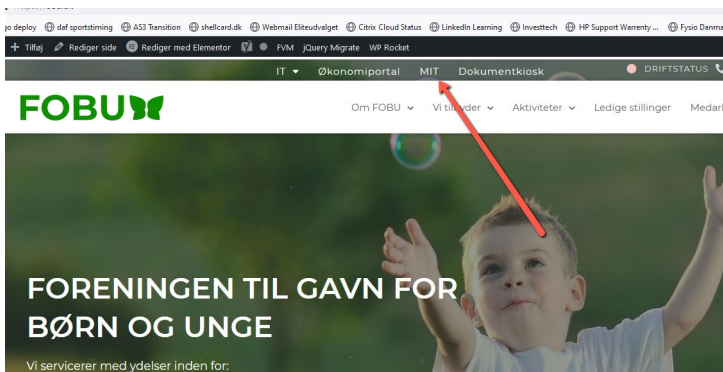 go deploy daf sportstiming AS3 Transition shellcard.dk Webmail Eliteudvalget Citrix Cloud Status LinkedIn Learning Investtech HP Support Warrenty ... Fysio Danma
+ Tilføj Rediger side Rediger med Elementor FVM jQuery Migrate WP Rocket
IT Økonomiportal MIT Dokumentkiosk DRIFTSTATUS
FOBU Om FOBU Vi tilbyder Aktiviteter Ledige stillinger Medar
FORENINGEN TIL GAVN FOR
BØRN OG UNGE
Vi servicerer med ydelser inden for: